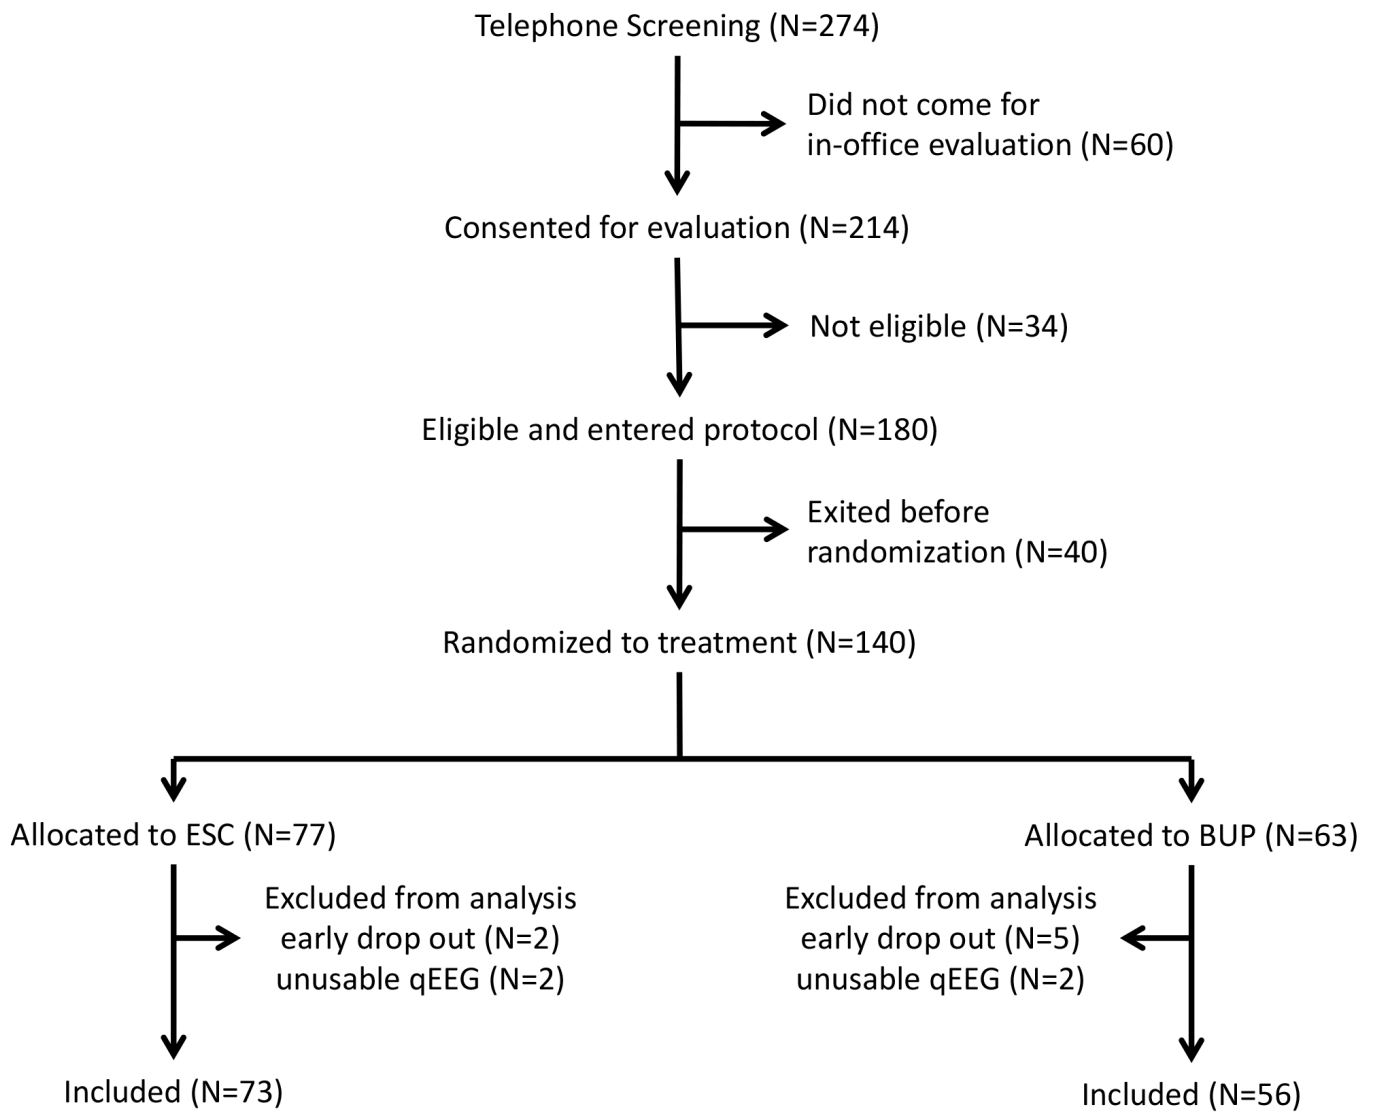 Telephone Screening (N=274)
Did not come for
in-office evaluation (N=60)
Consented for evaluation (N=214)
Not eligible (N=34)
Eligible and entered protocol (N=180)
Exited before
randomization (N=40)
Randomized to treatment (N=140)
Allocated to ESC (N=77)
Excluded from analysis
early drop out (N=2)
unusable qEEG (N=2)
Included (N=73)
Allocated to BUP (N=63)
Excluded from analysis
early drop out (N=5)
unusable qEEG (N=2)
Included (N=56)